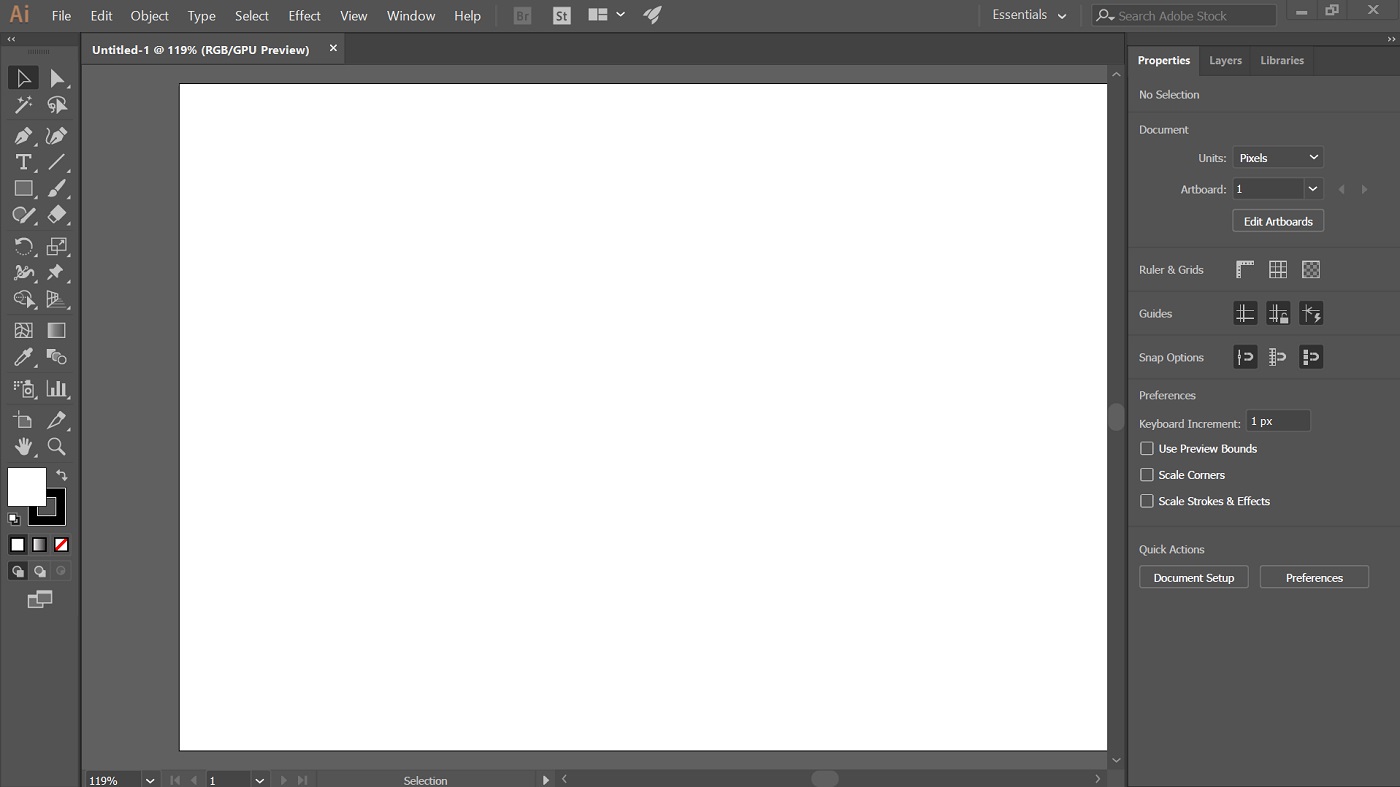 Ai File Edit Object Type Select Effect View Window Help Br St Essentials Search Adobe Stock
Untitled-1 @ 119% (RGB/GPU Preview)
Properties Layers Libraries
No Selection
Document
Units: Pixels
Artboard: 1
Edit Artboards
Ruler & Grids
Guides
Snap Options
Preferences
Keyboard Increment: 1 px
Use Preview Bounds
Scale Corners
Scale Strokes & Effects
Quick Actions
Document Setup Preferences
119% 1 Selection